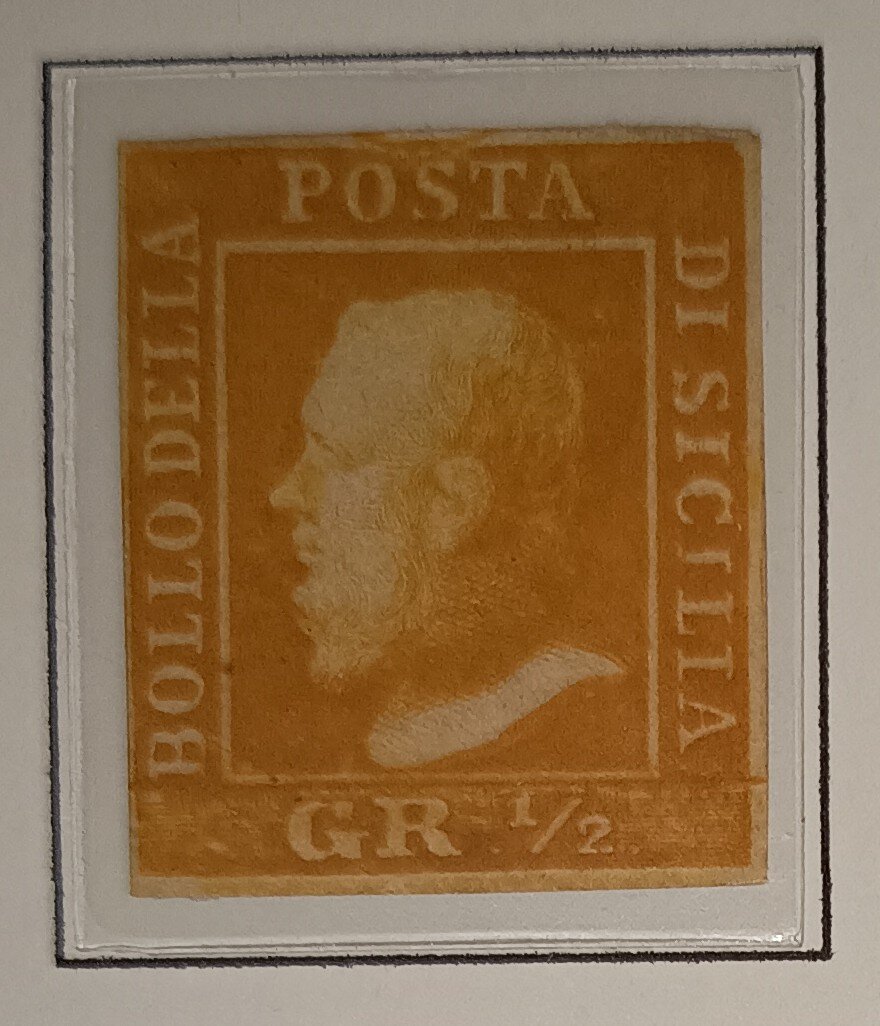 POSTA
BOLLO DELLA
DI SICILIA
GR. 1/2.